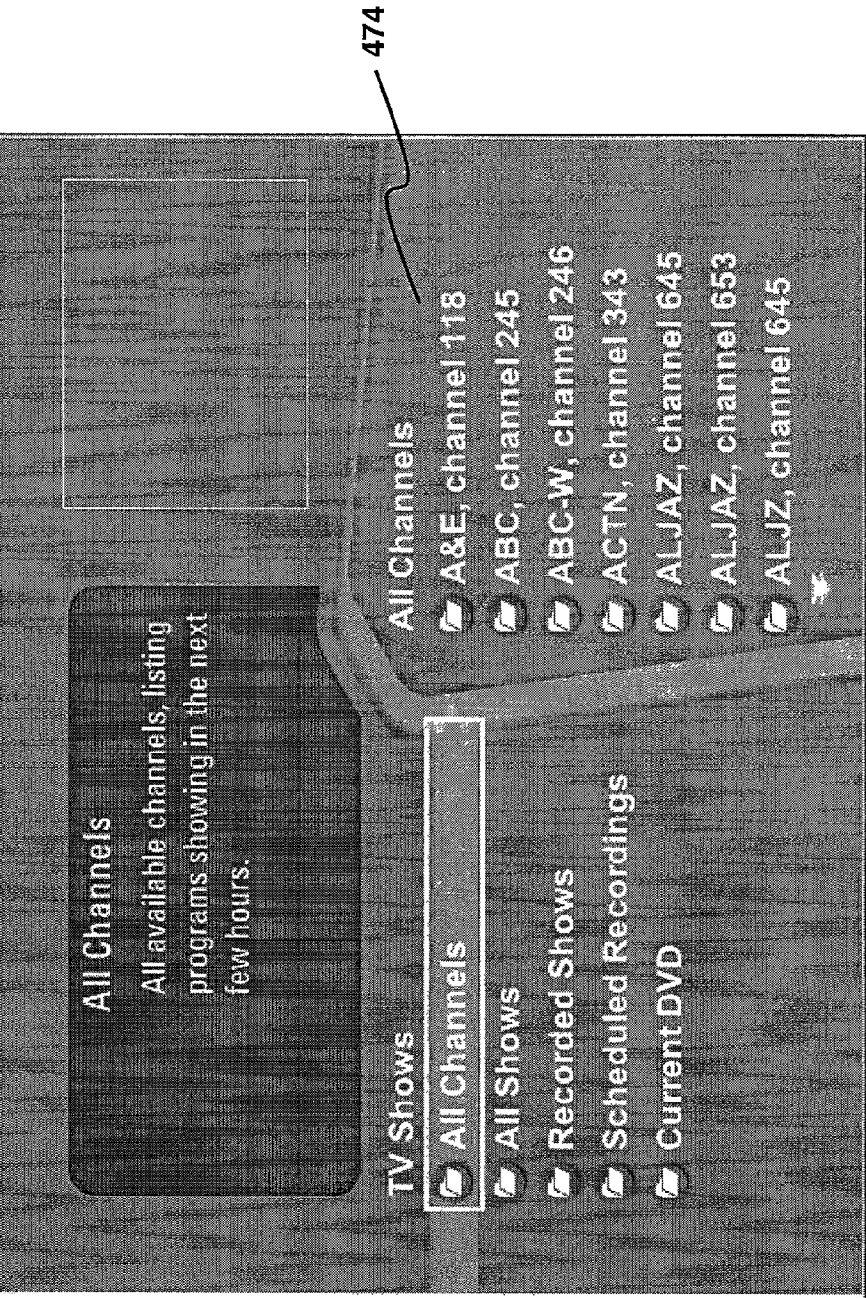 474
All Channels
All available channels, listing
programs showing in the next
few hours.
TV Shows
All Channels
All Shows
Recorded Shows
Scheduled Recordings
Current DVD
All Channels
A&E, channel 118
ABC, channel 245
ABC-W, channel 246
ACTN, channel 343
ALJAZ, channel 645
ALJAZ, channel 653
ALJZ, channel 645